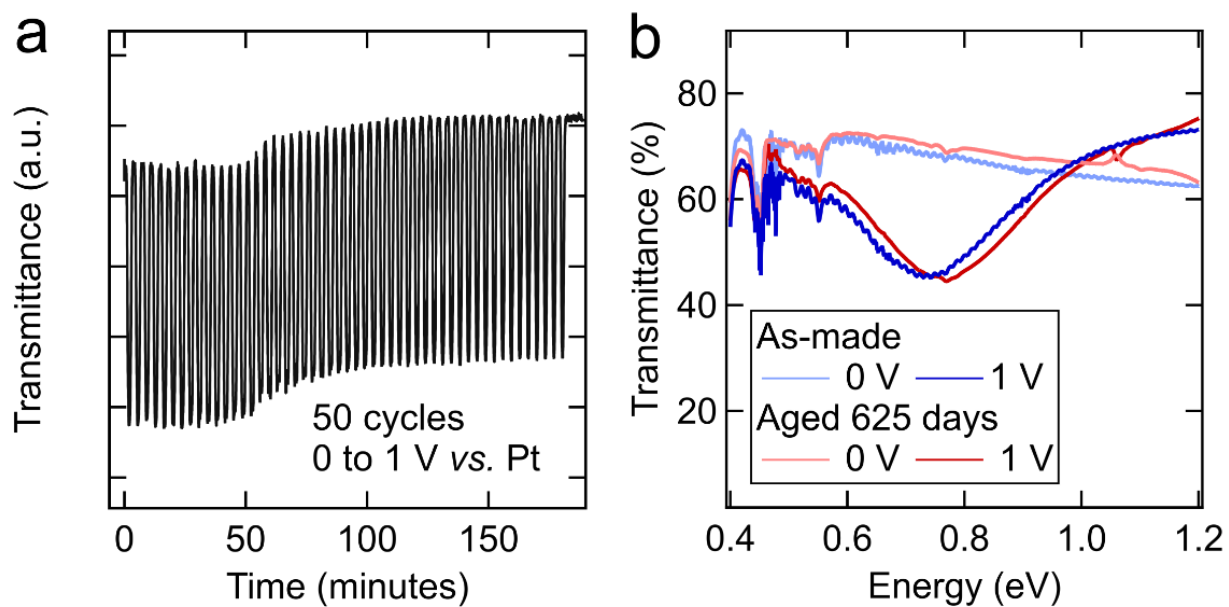 a
Transmittance (a.u.)
50 cycles
0 to 1 V vs. Pt
0 50 100 150
Time (minutes)
b
Transmittance (%)
80
60
40
20
As-made
0 V 1 V
Aged 625 days
0 V 1 V
0.4 0.6 0.8 1.0 1.2
Energy (eV)